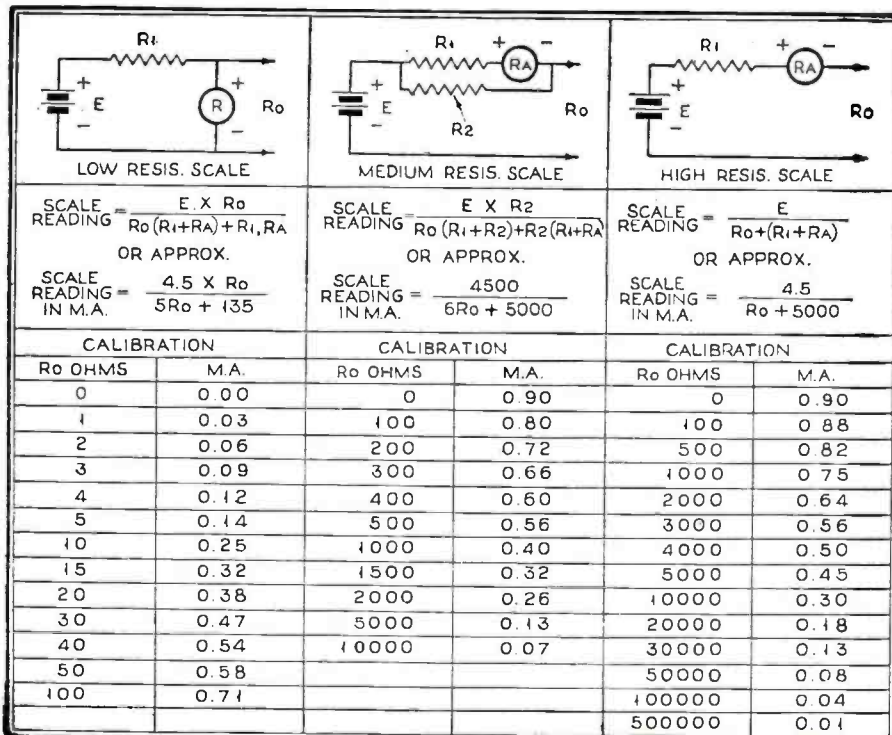 R1 + E − + R − Ro
LOW RESIS. SCALE
SCALE READING = E X Ro / Ro(R1+RA)+R1,RA
OR APPROX.
SCALE READING IN M.A. = 4.5 X Ro / 5Ro + 135
CALIBRATION
Ro OHMS M.A.
0 0.00
1 0.03
2 0.06
3 0.09
4 0.12
5 0.14
10 0.25
15 0.32
20 0.38
30 0.47
40 0.54
50 0.58
100 0.71
R1 + RA − + E − R2 Ro
MEDIUM RESIS. SCALE
SCALE READING = E X R2 / Ro(R1+R2)+R2(R1+RA)
OR APPROX.
SCALE READING IN M.A. = 4500 / 6Ro + 5000
CALIBRATION
Ro OHMS M.A.
0 0.90
100 0.80
200 0.72
300 0.66
400 0.60
500 0.56
1000 0.40
1500 0.32
2000 0.26
5000 0.13
10000 0.07
R1 + RA − + E − Ro
HIGH RESIS. SCALE
SCALE READING = E / Ro+(R1+RA)
OR APPROX.
SCALE READING IN M.A. = 4.5 / Ro + 5000
CALIBRATION
Ro OHMS M.A.
0 0.90
100 0 88
500 0.82
1000 0 75
2000 0.64
3000 0.56
4000 0.50
5000 0.45
10000 0.30
20000 0.18
30000 0.13
50000 0.08
100000 0.04
500000 0.01